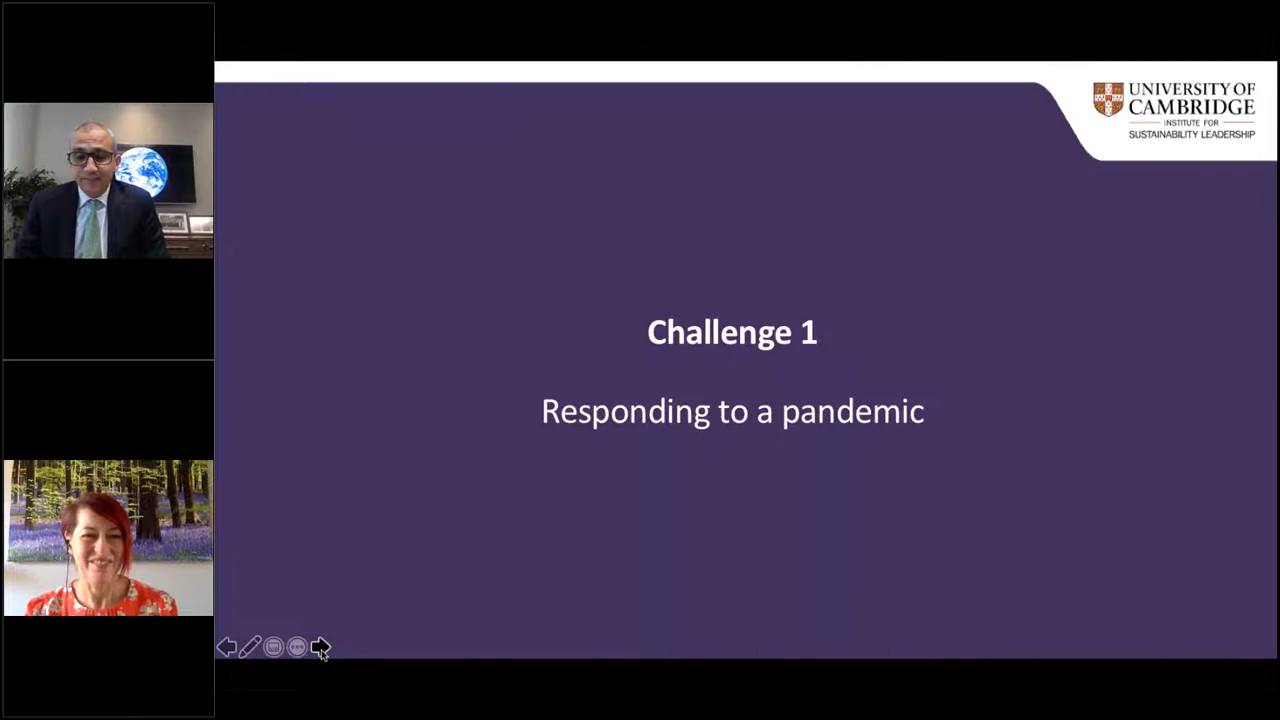 UNIVERSITY OF
CAMBRIDGE
INSTITUTE FOR
SUSTAINABILITY LEADERSHIP
Challenge 1
Responding to a pandemic